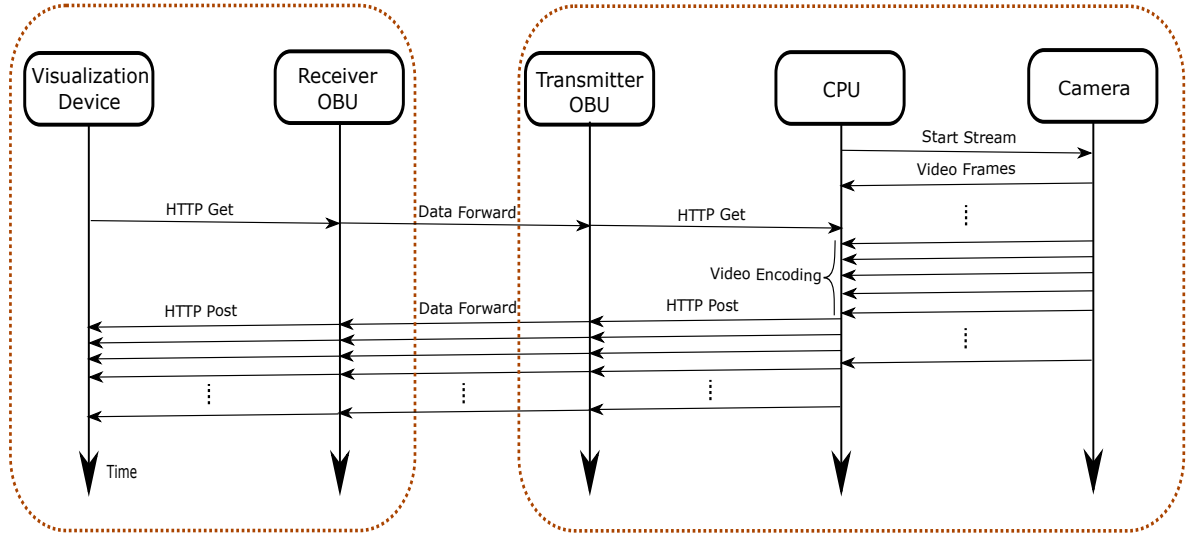 Visualization
Device
Receiver
OBU
Transmitter
OBU
CPU
Camera
Start Stream
Video Frames
HTTP Get
Data Forward
HTTP Get
Video Encoding
HTTP Post
Data Forward
HTTP Post
Time